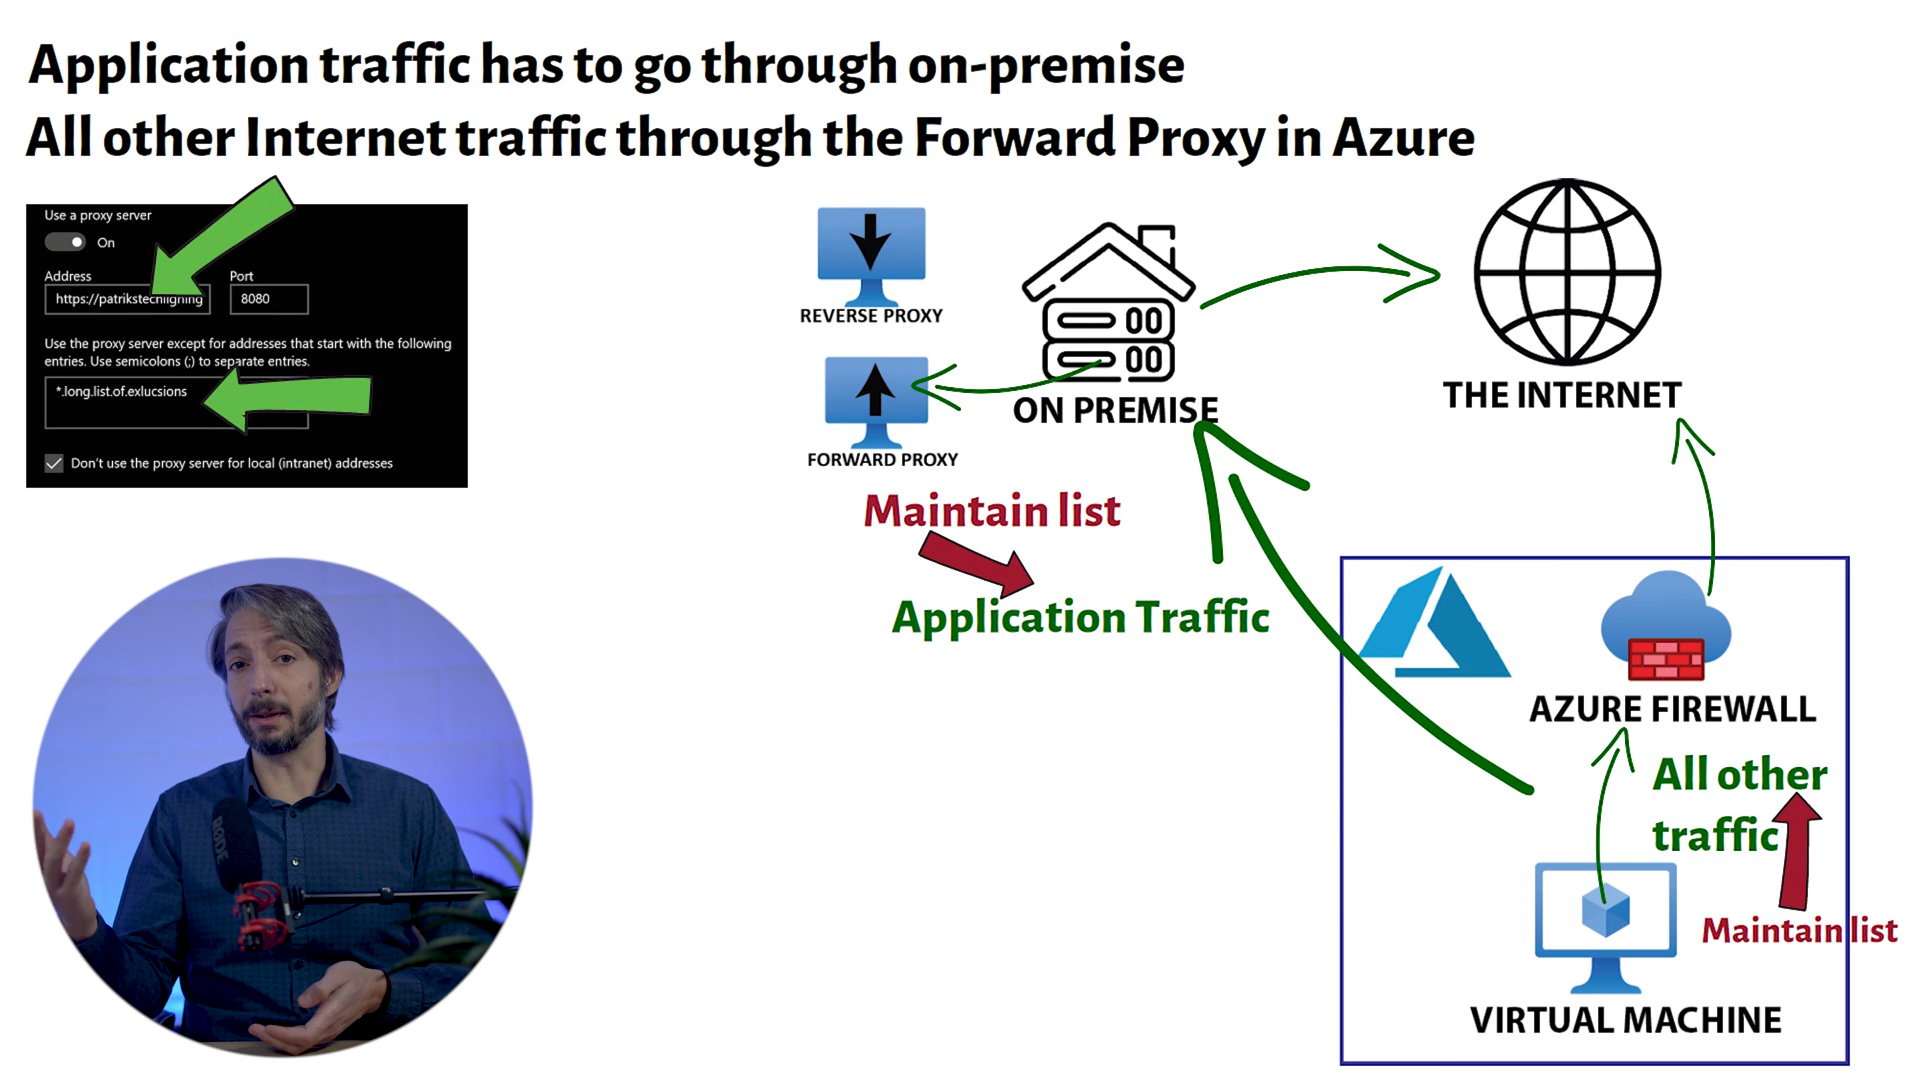 Application traffic has to go through on-premise
All other Internet traffic through the Forward Proxy in Azure
Use a proxy server
On
Address
Port
https://patrikstechlighning
8080
Use the proxy server except for addresses that start with the following
entries. Use semicolons (;) to separate entries.
*.long.list.of.exlucsions
Don't use the proxy server for local (intranet) addresses
REVERSE PROXY
FORWARD PROXY
ON PREMISE
THE INTERNET
Maintain list
Application Traffic
AZURE FIREWALL
All other
traffic
Maintain list
VIRTUAL MACHINE
RODE